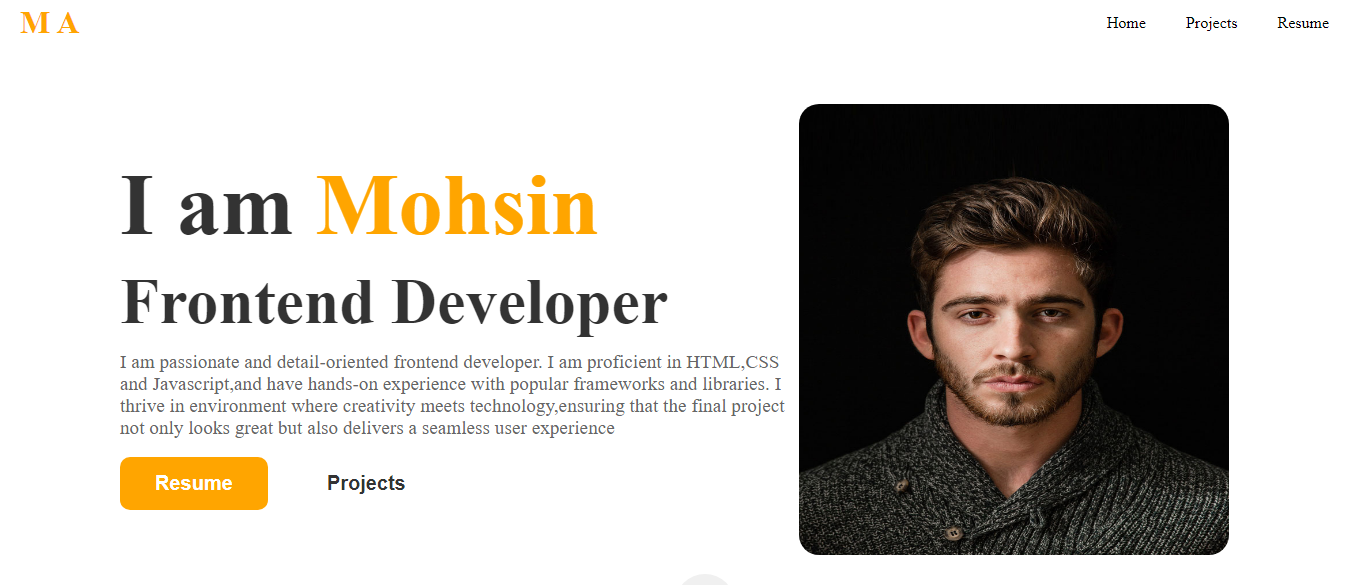 M A
Home
Projects
Resume
I am Mohsin
Frontend Developer
I am passionate and detail-oriented frontend developer. I am proficient in HTML,CSS
and Javascript,and have hands-on experience with popular frameworks and libraries. I
thrive in environment where creativity meets technology,ensuring that the final project
not only looks great but also delivers a seamless user experience
Resume
Projects